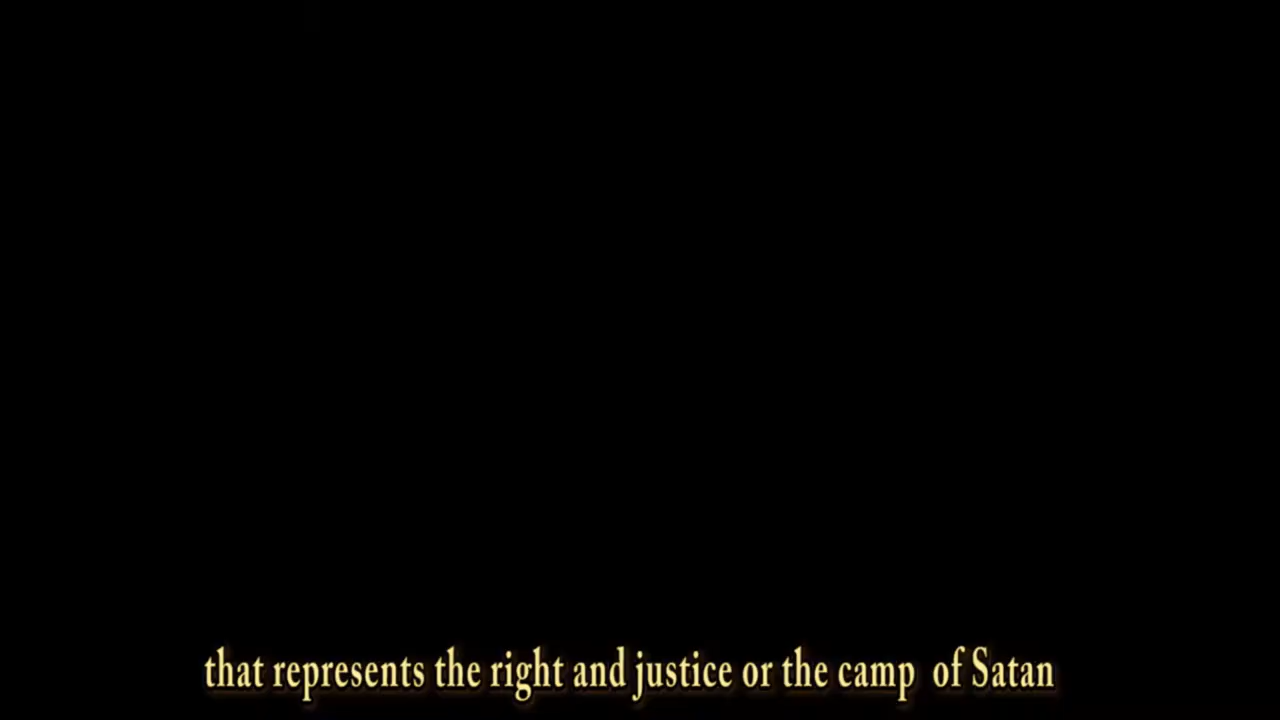 that represents the right and justice or the camp of Satan